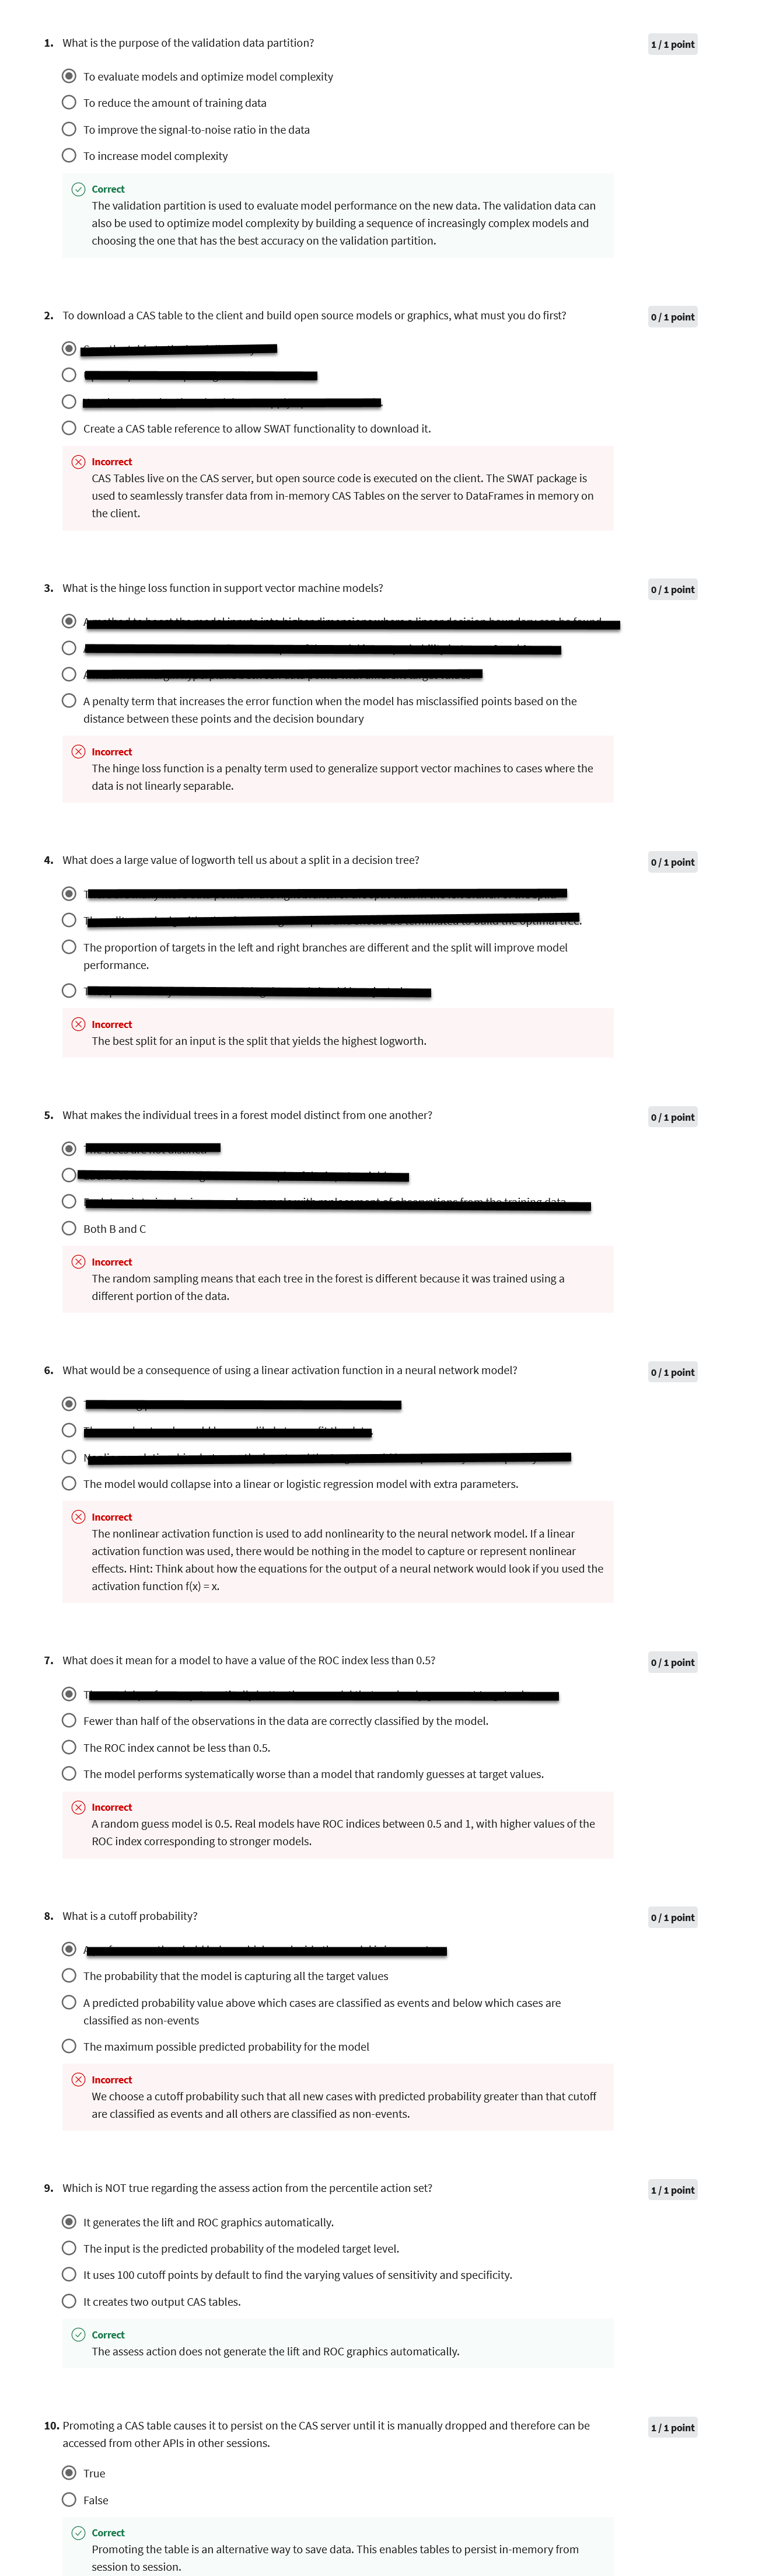 1. What is the purpose of the validation data partition?
1 / 1 point
To evaluate models and optimize model complexity
To reduce the amount of training data
To improve the signal-to-noise ratio in the data
To increase model complexity
Correct
The validation partition is used to evaluate model performance on the new data. The validation data can
also be used to optimize model complexity by building a sequence of increasingly complex models and
choosing the one that has the best accuracy on the validation partition.
2. To download a CAS table to the client and build open source models or graphics, what must you do first?
0 / 1 point
Create a CAS table reference to allow SWAT functionality to download it.
Incorrect
CAS Tables live on the CAS server, but open source code is executed on the client. The SWAT package is
used to seamlessly transfer data from in-memory CAS Tables on the server to DataFrames in memory on
the client.
3. What is the hinge loss function in support vector machine models?
0 / 1 point
A penalty term that increases the error function when the model has misclassified points based on the
distance between these points and the decision boundary
Incorrect
The hinge loss function is a penalty term used to generalize support vector machines to cases where the
data is not linearly separable.
4. What does a large value of logworth tell us about a split in a decision tree?
0 / 1 point
The proportion of targets in the left and right branches are different and the split will improve model
performance.
Incorrect
The best split for an input is the split that yields the highest logworth.
5. What makes the individual trees in a forest model distinct from one another?
0 / 1 point
Both B and C
Incorrect
The random sampling means that each tree in the forest is different because it was trained using a
different portion of the data.
6. What would be a consequence of using a linear activation function in a neural network model?
0 / 1 point
The model would collapse into a linear or logistic regression model with extra parameters.
Incorrect
The nonlinear activation function is used to add nonlinearity to the neural network model. If a linear
activation function was used, there would be nothing in the model to capture or represent nonlinear
effects. Hint: Think about how the equations for the output of a neural network would look if you used the
activation function f(x) = x.
7. What does it mean for a model to have a value of the ROC index less than 0.5?
0 / 1 point
Fewer than half of the observations in the data are correctly classified by the model.
The ROC index cannot be less than 0.5.
The model performs systematically worse than a model that randomly guesses at target values.
Incorrect
A random guess model is 0.5. Real models have ROC indices between 0.5 and 1, with higher values of the
ROC index corresponding to stronger models.
8. What is a cutoff probability?
0 / 1 point
The probability that the model is capturing all the target values
A predicted probability value above which cases are classified as events and below which cases are
classified as non-events
The maximum possible predicted probability for the model
Incorrect
We choose a cutoff probability such that all new cases with predicted probability greater than that cutoff
are classified as events and all others are classified as non-events.
9. Which is NOT true regarding the assess action from the percentile action set?
1 / 1 point
It generates the lift and ROC graphics automatically.
The input is the predicted probability of the modeled target level.
It uses 100 cutoff points by default to find the varying values of sensitivity and specificity.
It creates two output CAS tables.
Correct
The assess action does not generate the lift and ROC graphics automatically.
10. Promoting a CAS table causes it to persist on the CAS server until it is manually dropped and therefore can be
1 / 1 point
accessed from other APIs in other sessions.
True
False
Correct
Promoting the table is an alternative way to save data. This enables tables to persist in-memory from
session to session.